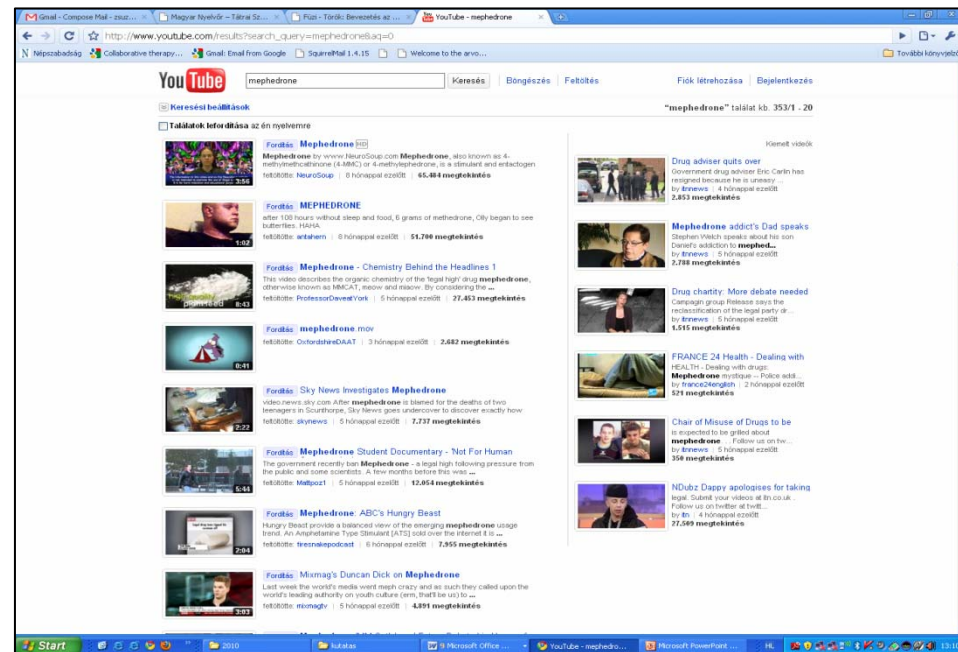 Gmail - Compose Mail - zsuz...
Magyar Nyelvőr – Tátrai Sz...
Füzi - Török: Bevezetés az ...
YouTube - mephedrone
http://www.youtube.com/results?search_query=mephedrone&aq=0
Népszabadság
Collaborative therapy...
Gmail: Email from Google
SquirrelMail 1.4.15
Welcome to the arvo...
További könyvjelző
YouTube
mephedrone
Keresés
Böngészés
Feltöltés
Fiók létrehozása
Bejelentkezés
Keresési beállítások
"mephedrone" találat kb. 353/1 - 20
Találatok lefordítása az én nyelvemre
Fordítás Mephedrone HD
Mephedrone by www.NeuroSoup.com Mephedrone, also known as 4-
methylmethcathinone (4-MMC) or 4-methylephedrone, is a stimulant and entactogen
feltöltötte: NeuroSoup | 8 hónappal ezelőtt | 65.484 megtekintés
3:56
Fordítás MEPHEDRONE
after 108 hours without sleep and food, 6 grams of methedrone, Olly began to see
butterflies. HAHA
feltöltötte: antahern | 8 hónappal ezelőtt | 51.700 megtekintés
1:02
Fordítás Mephedrone - Chemistry Behind the Headlines 1
This video describes the organic chemistry of the 'legal high' drug mephedrone,
otherwise known as MMCAT, meow and miaow. By considering the ...
feltöltötte: ProfessorDaveatYork | 5 hónappal ezelőtt | 27.453 megtekintés
8:43
Fordítás mephedrone.mov
feltöltötte: OxfordshireDAAT | 3 hónappal ezelőtt | 2.682 megtekintés
0:41
Fordítás Sky News Investigates Mephedrone
video.news.sky.com After mephedrone is blamed for the deaths of two
teenagers in Scunthorpe, Sky News goes undercover to discover exactly how
feltöltötte: skynews | 5 hónappal ezelőtt | 7.737 megtekintés
2:22
Fordítás Mephedrone Student Documentary - 'Not For Human
The government recently ban Mephedrone - a legal high following pressure from
the public and some scientists. A few months before this was ...
feltöltötte: Mattpoz1 | 5 hónappal ezelőtt | 12.054 megtekintés
5:44
Fordítás Mephedrone: ABC's Hungry Beast
Hungry Beast provide a balanced view of the emerging mephedrone usage
trend. An Amphetamine Type Stimulant [ATS] sold over the internet it is ...
feltöltötte: firesnakepodcast | 6 hónappal ezelőtt | 7.955 megtekintés
7:04
Fordítás Mixmag's Duncan Dick on Mephedrone
Last week the world's media went meph crazy and as such they called upon the
world's leading authority on youth culture (erm, that'll be us) to ...
feltöltötte: mixmagtv | 5 hónappal ezelőtt | 4.891 megtekintés
3:03
Kiemelt videók
Drug adviser quits over
Government drug adviser Eric Carlin has
resigned because he is uneasy ...
by itnnews | 4 hónappal ezelőtt
2.853 megtekintés
Mephedrone addict's Dad speaks
Stephen Welch speaks about his son
Daniel's addiction to mephed...
by itnnews | 5 hónappal ezelőtt
2.788 megtekintés
Drug chartity: More debate needed
Campagin group Release says the
reclassification of the legal party dr...
by itnnews | 5 hónappal ezelőtt
1.515 megtekintés
FRANCE 24 Health - Dealing with
HEALTH - Dealing with drugs:
Mephedrone mystique -- Police addi...
by france24english | 2 hónappal ezelőtt
521 megtekintés
Chair of Misuse of Drugs to be
is expected to be grilled about
mephedrone ... Follow us on tw...
by itnnews | 5 hónappal ezelőtt
350 megtekintés
NDubz Dappy apologises for taking
legal. Submit your videos at itn.co.uk .
Follow us on twitter at twitt...
by itn | 4 hónappal ezelőtt
27.509 megtekintés
Start
2010
kutatas
9 Microsoft Office ...
YouTube - mephedro...
Microsoft PowerPoint ...
HL
13:10